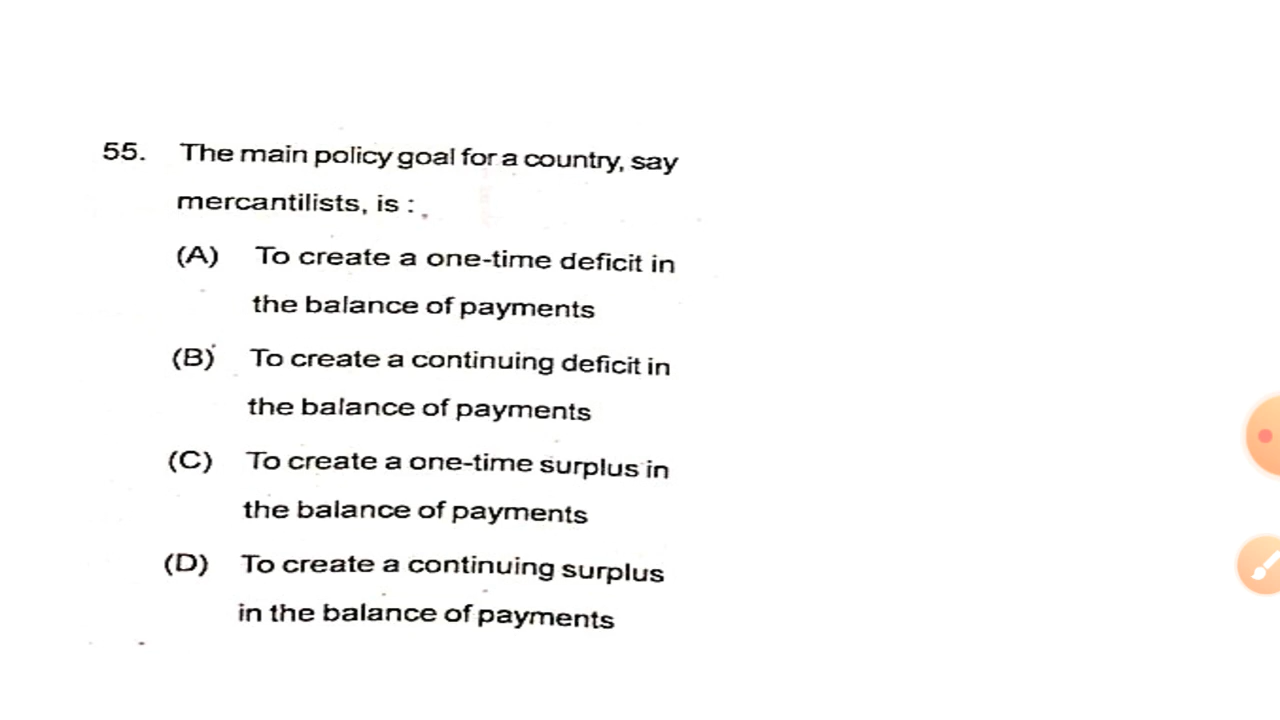 55. The main policy goal for a country, say
mercantilists, is :
(A) To create a one-time deficit in
the balance of payments
(B) To create a continuing deficit in
the balance of payments
(C) To create a one-time surplus in
the balance of payments
(D) To create a continuing surplus
in the balance of payments